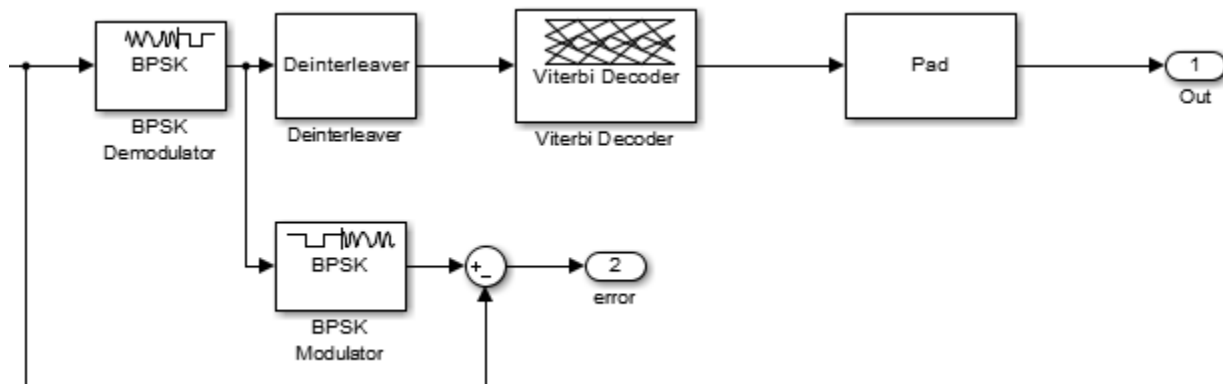 BPSK
BPSK
Demodulator
Deinterleaver
Deinterleaver
Viterbi Decoder
Viterbi Decoder
Pad
1
Out
BPSK
BPSK
Modulator
+
-
2
error